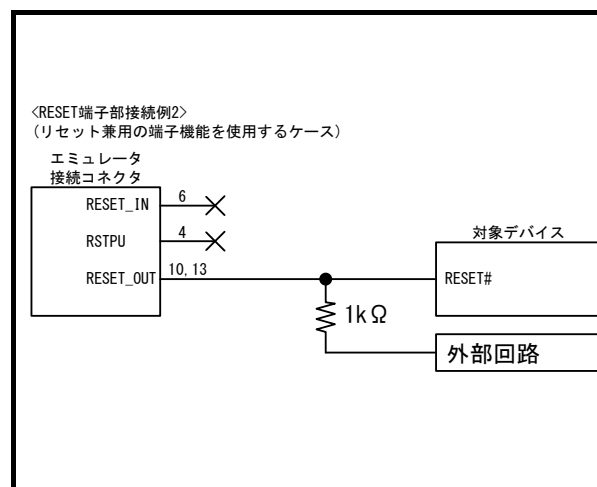 <RESET端子部接続例2>
（リセット兼用の端子機能を使用するケース）
エミュレータ
接続コネクタ
RESET_IN
6
RSTPU
4
RESET_OUT
10, 13
1kΩ
対象デバイス
RESET#
外部回路